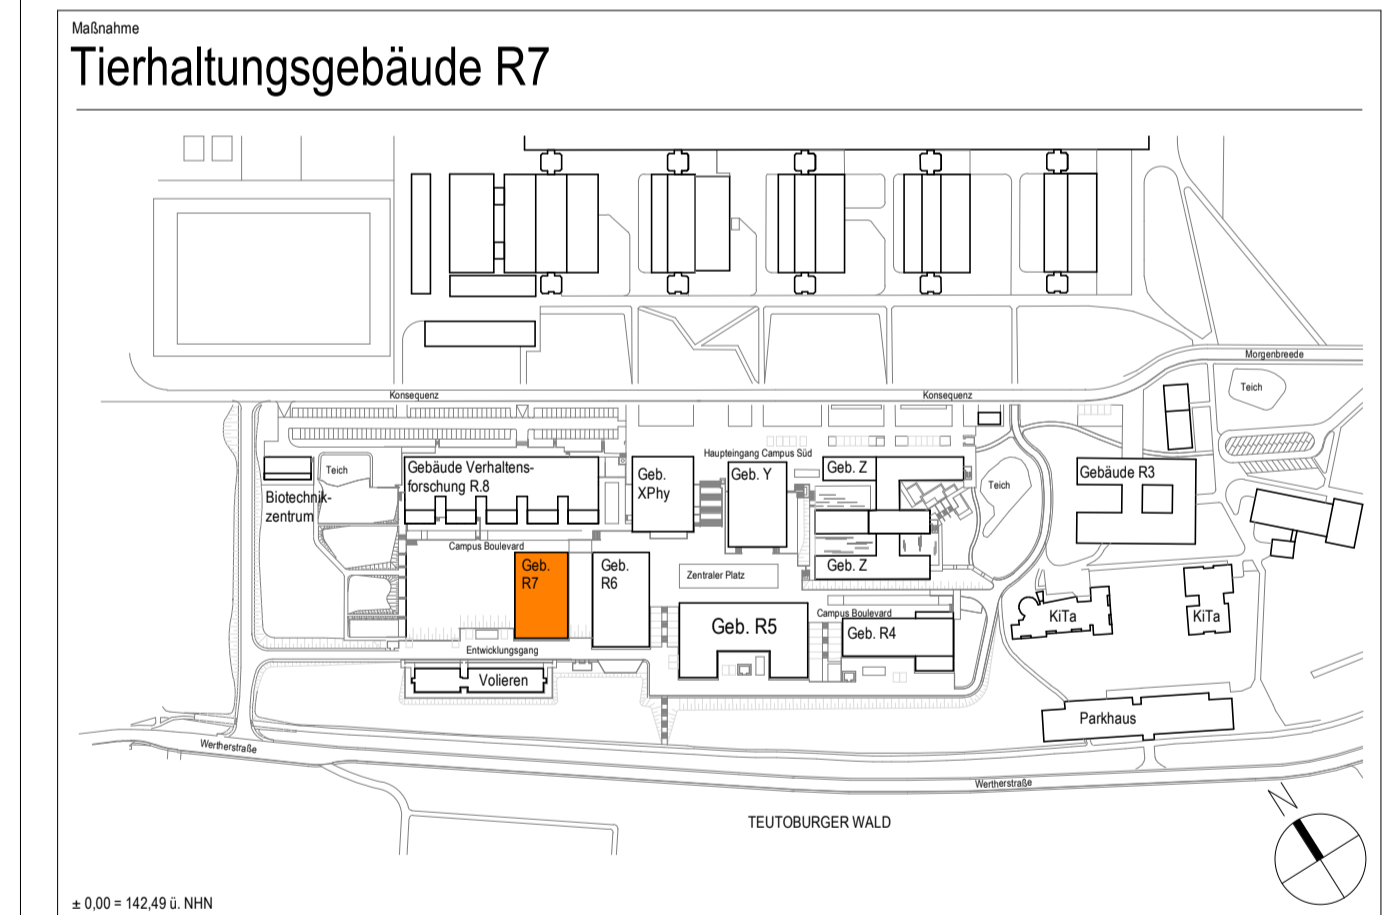 Maßnahme
Tierhaltungsgebäude R7
Morgenbreede
Teich
Konsequenz
Konsequenz
Haupteingang Campus Süd
Teich
Gebäude Verhaltens-
forschung R.8
Geb.
XPhy
Geb. Y
Geb. Z
Gebäude R3
Teich
Biotechnik-
zentrum
Campus Boulevard
Geb.
R7
Geb.
R6
Zentraler Platz
Geb. Z
Campus Boulevard
KiTa
KiTa
Geb. R5
Geb. R4
Entwicklungsgang
Volieren
Parkhaus
Wertherstraße
Wertherstraße
N
TEUTOBURGER WALD
± 0,00 = 142,49 ü. NHN